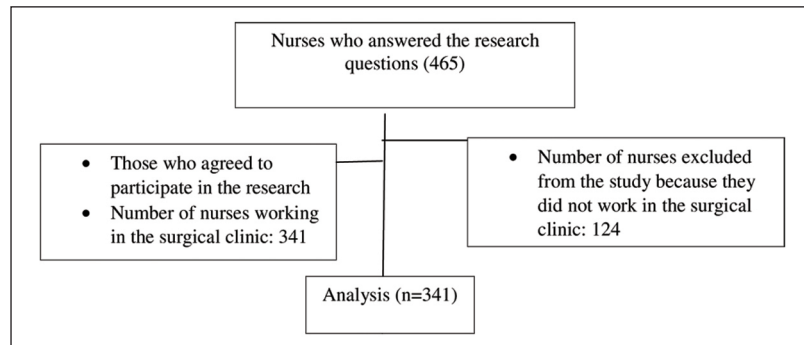 Nurses who answered the research
questions (465)
• Those who agreed to
participate in the research
• Number of nurses working
in the surgical clinic: 341
• Number of nurses excluded
from the study because they
did not work in the surgical
clinic: 124
Analysis (n=341)